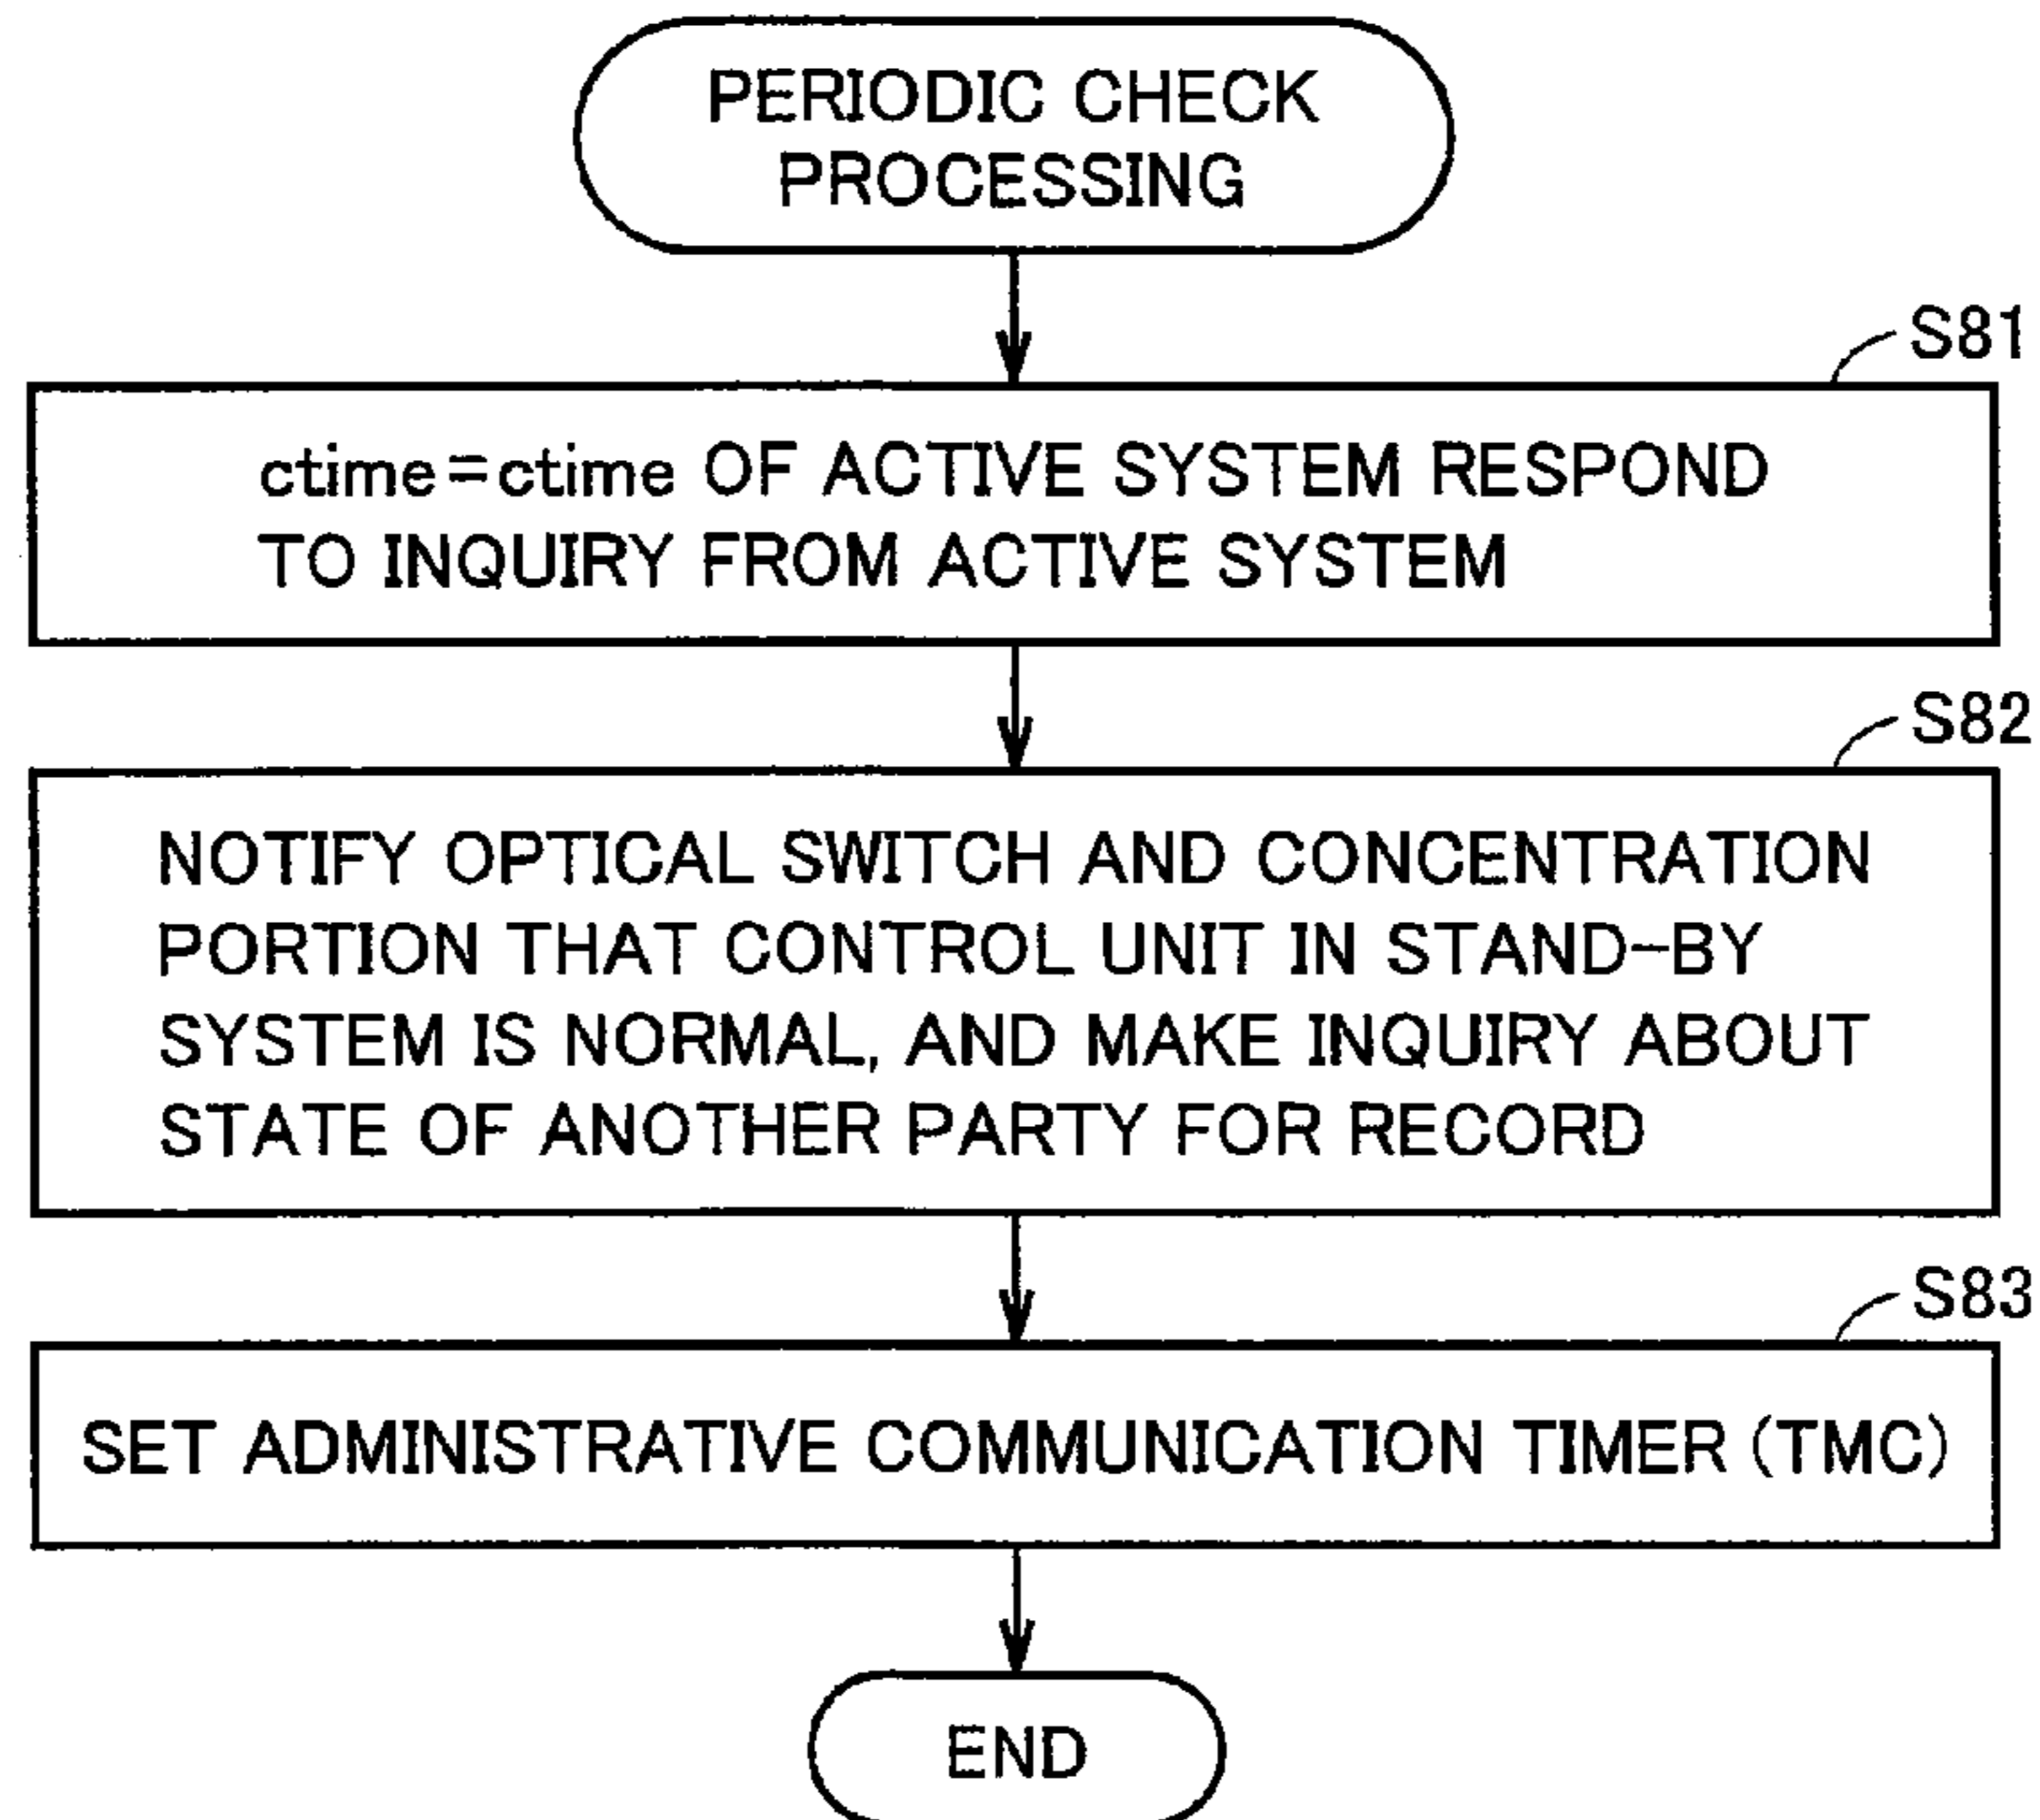 PERIODIC CHECK
PROCESSING
S81
ctime=ctime OF ACTIVE SYSTEM RESPOND
TO INQUIRY FROM ACTIVE SYSTEM
S82
NOTIFY OPTICAL SWITCH AND CONCENTRATION
PORTION THAT CONTROL UNIT IN STAND-BY
SYSTEM IS NORMAL, AND MAKE INQUIRY ABOUT
STATE OF ANOTHER PARTY FOR RECORD
S83
SET ADMINISTRATIVE COMMUNICATION TIMER (TMC)
END